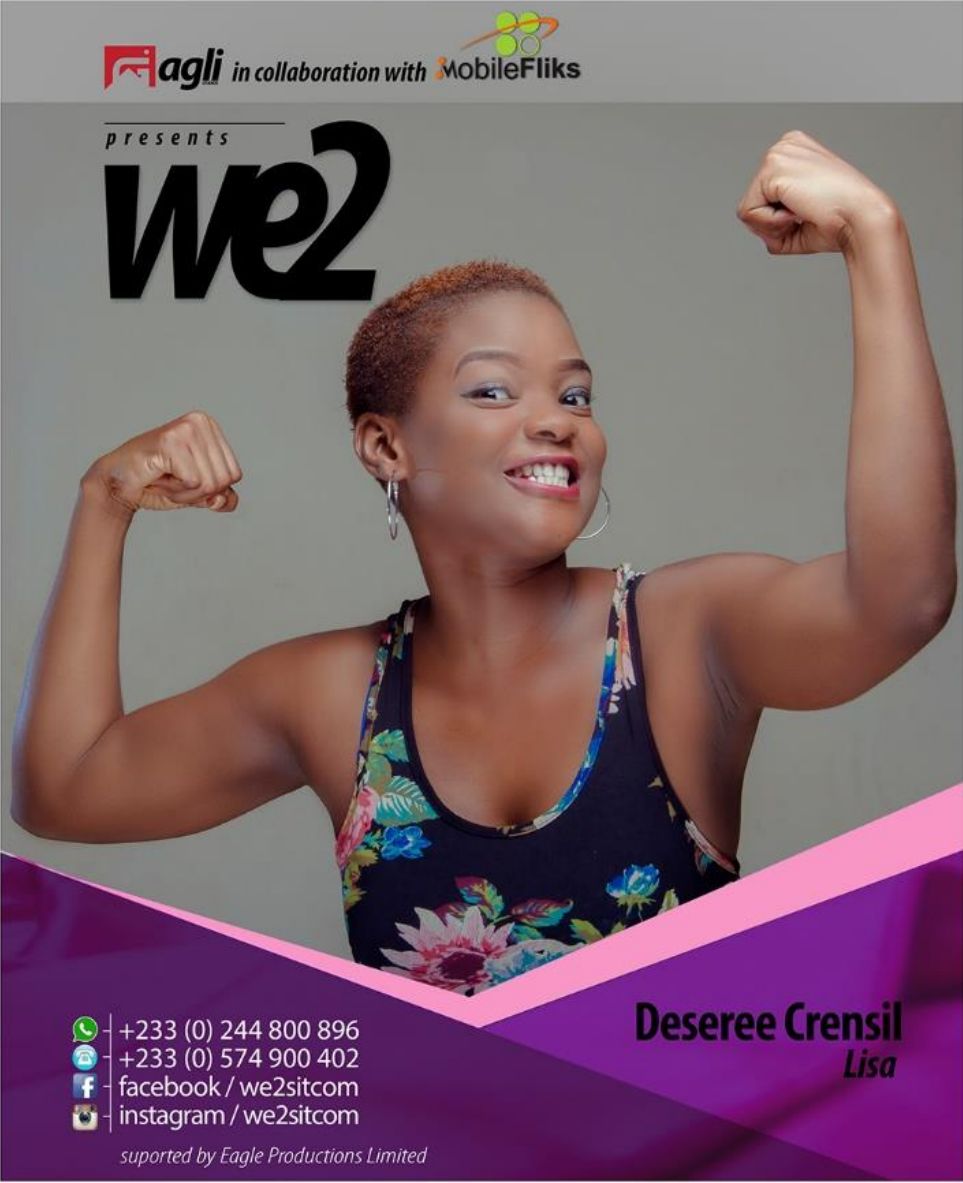 agli in collaboration with MobileFliks
presents
we2
+233 (0) 244 800 896
+233 (0) 574 900 402
facebook / we2sitcom
instagram / we2sitcom
suported by Eagle Productions Limited
Deseree Crensil
Lisa